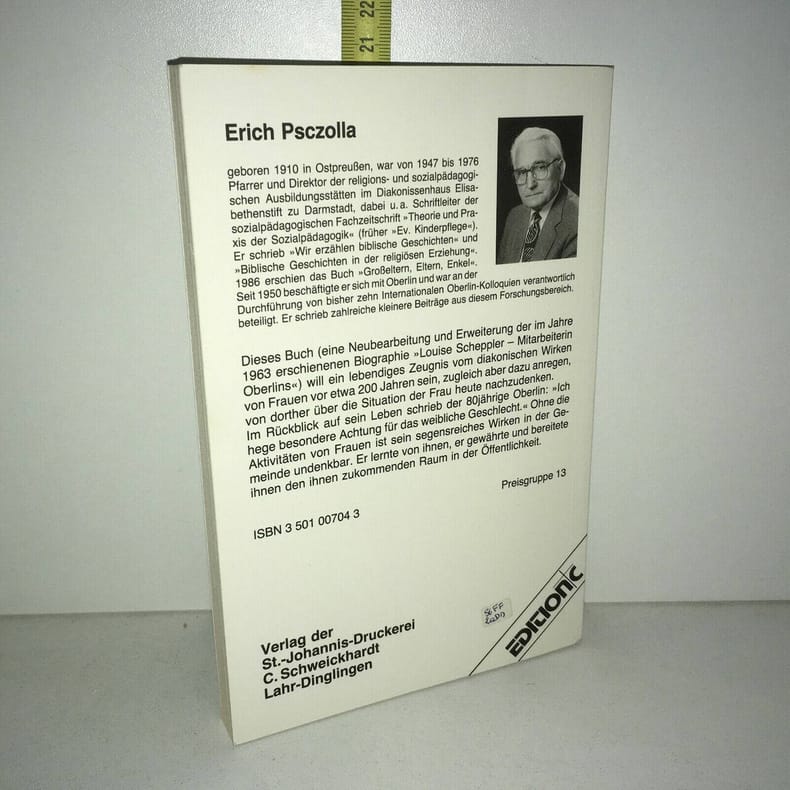 22
21
Erich Psczolla
geboren 1910 in Ostpreußen, war von 1947 bis 1976
Pfarrer und Direktor der religions- und sozialpädagogi-
schen Ausbildungsstätten im Diakonissenhaus Elisa-
bethenstift zu Darmstadt, dabei u. a. Schriftleiter der
sozialpädagogischen Fachzeitschrift »Theorie und Pra-
xis der Sozialpädagogik« (früher »Ev. Kinderpflege«).
Er schrieb »Wir erzählen biblische Geschichten« und
»Biblische Geschichten in der religiösen Erziehung«.
1986 erschien das Buch »Großeltern, Eltern, Enkel«.
Seit 1950 beschäftigte er sich mit Oberlin und war an der
Durchführung von bisher zehn Internationalen Oberlin-Kolloquien verantwortlich
beteiligt. Er schrieb zahlreiche kleinere Beiträge aus diesem Forschungsbereich.
Dieses Buch (eine Neubearbeitung und Erweiterung der im Jahre
1963 erschienenen Biographie »Louise Scheppler – Mitarbeiterin
Oberlins«) will ein lebendiges Zeugnis vom diakonischen Wirken
von Frauen vor etwa 200 Jahren sein, zugleich aber dazu anregen,
von dorther über die Situation der Frau heute nachzudenken.
Im Rückblick auf sein Leben schrieb der 80jährige Oberlin: »Ich
hege besondere Achtung für das weibliche Geschlecht.« Ohne die
Aktivitäten von Frauen ist sein segensreiches Wirken in der Ge-
meinde undenkbar. Er lernte von ihnen, er gewährte und bereitete
ihnen den ihnen zukommenden Raum in der Öffentlichkeit.
Preisgruppe 13
ISBN 3 501 00704 3
Verlag der
St.-Johannis-Druckerei
C. Schweickhardt
Lahr-Dinglingen
EDITION C